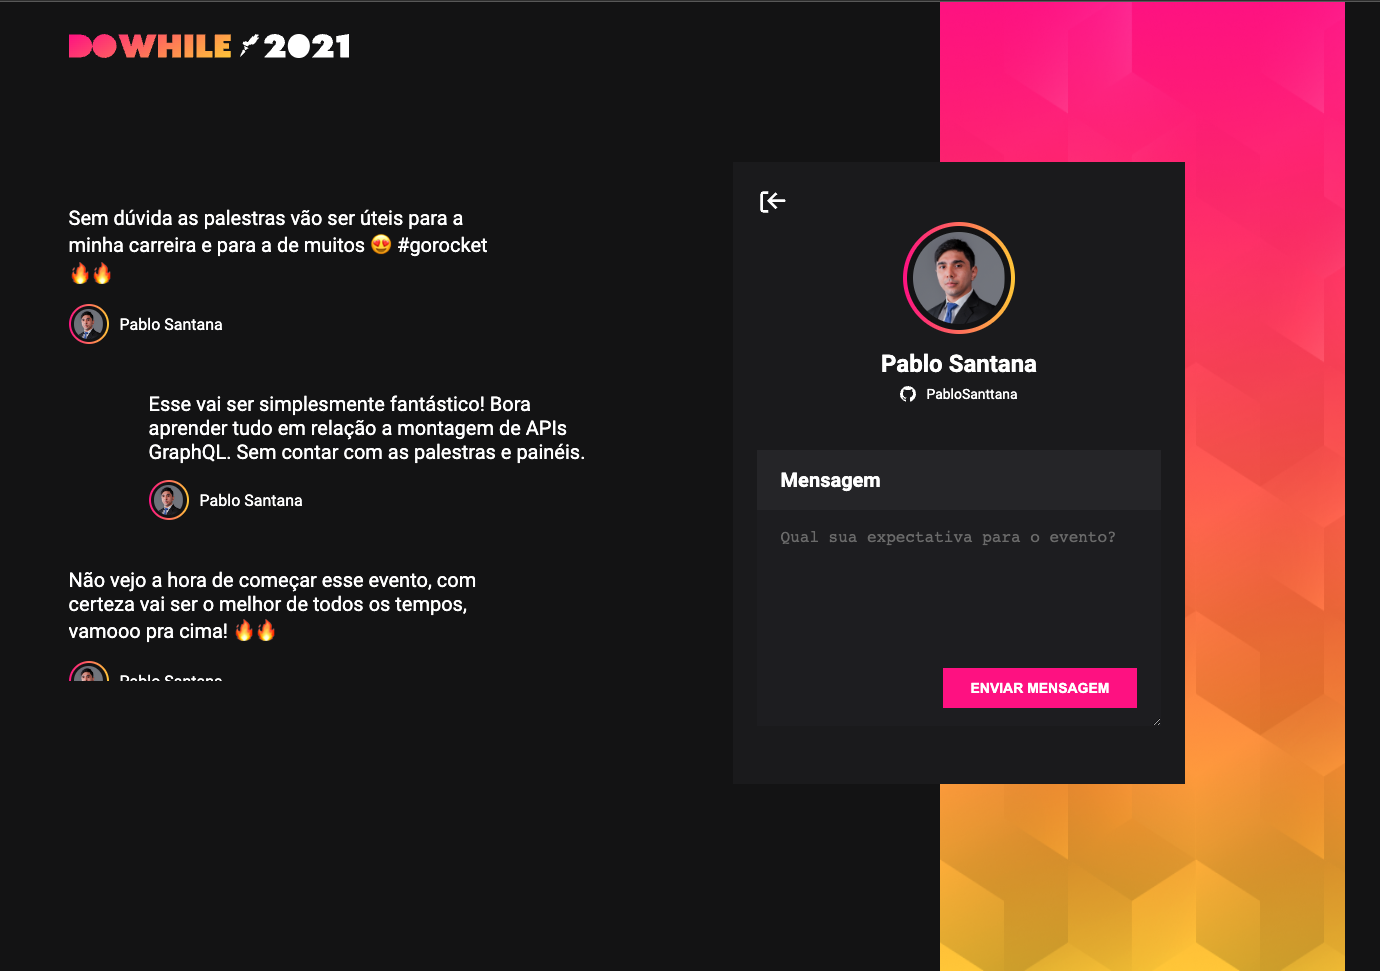 DOWHILE 2021
Sem dúvida as palestras vão ser úteis para a
minha carreira e para a de muitos 😍 #gorocket
🔥🔥
Pablo Santana
Esse vai ser simplesmente fantástico! Bora
aprender tudo em relação a montagem de APIs
GraphQL. Sem contar com as palestras e painéis.
Pablo Santana
Não vejo a hora de começar esse evento, com
certeza vai ser o melhor de todos os tempos,
vamooo pra cima! 🔥🔥
Pablo Santana
Pablo Santana
PabloSanttana
Mensagem
Qual sua expectativa para o evento?
ENVIAR MENSAGEM